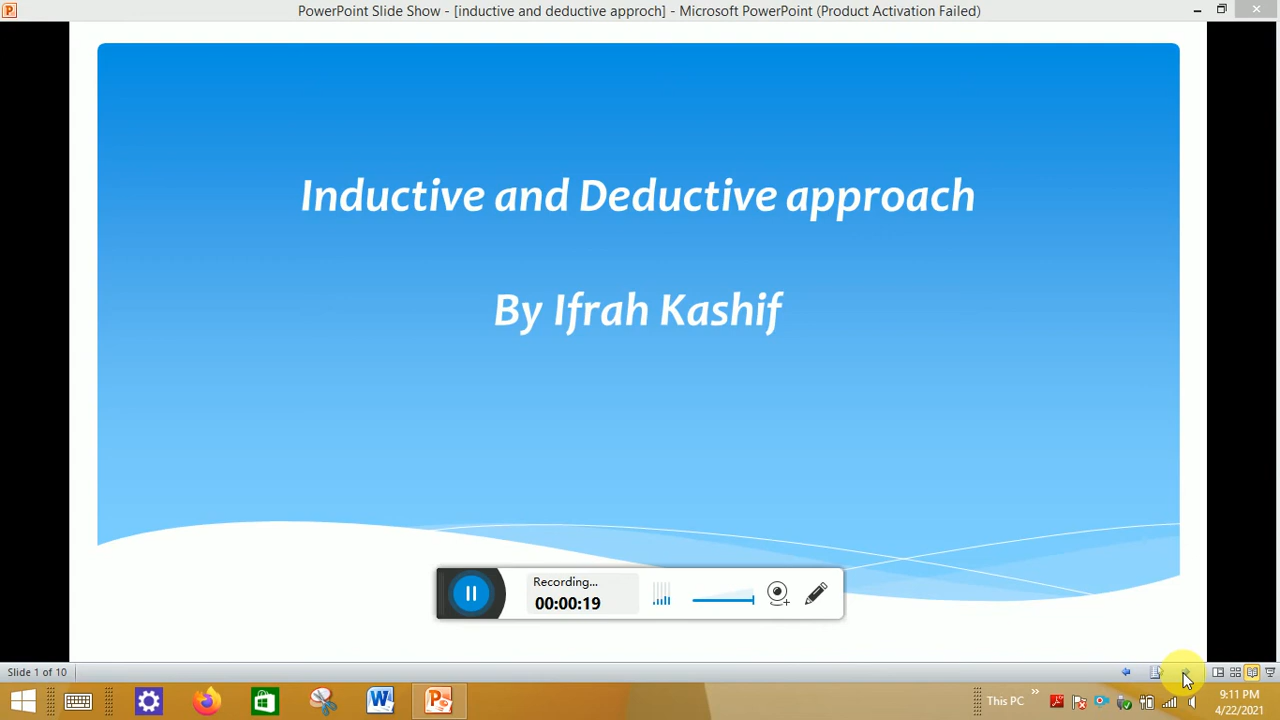 PowerPoint Slide Show - [inductive and deductive approch] - Microsoft PowerPoint (Product Activation Failed)
Inductive and Deductive approach
By Ifrah Kashif
Recording...
00:00:19
Slide 1 of 10
This PC
9:11 PM
4/22/2021